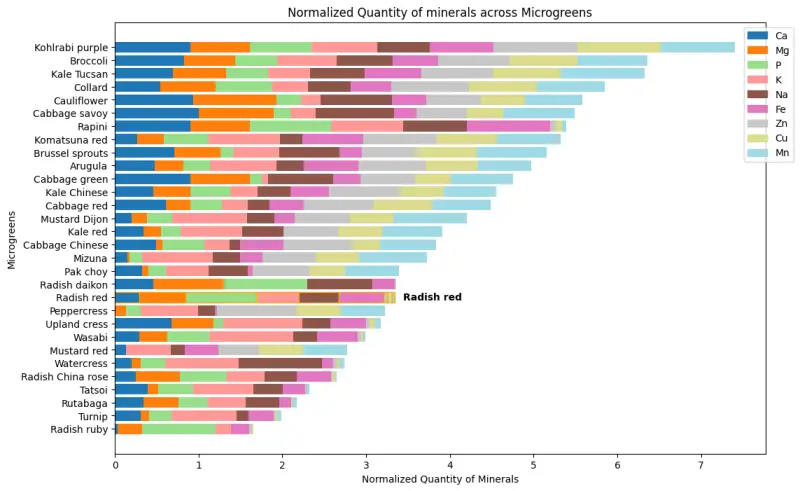 Normalized Quantity of minerals across Microgreens
Ca
Mg
P
K
Na
Fe
Zn
Cu
Mn
Microgreens
Kohlrabi purple
Broccoli
Kale Tucsan
Collard
Cauliflower
Cabbage savoy
Rapini
Komatsuna red
Brussel sprouts
Arugula
Cabbage green
Kale Chinese
Cabbage red
Mustard Dijon
Kale red
Cabbage Chinese
Mizuna
Pak choy
Radish daikon
Radish red
Radish red
Peppercress
Upland cress
Wasabi
Mustard red
Watercress
Radish China rose
Tatsoi
Rutabaga
Turnip
Radish ruby
0 1 2 3 4 5 6 7
Normalized Quantity of Minerals